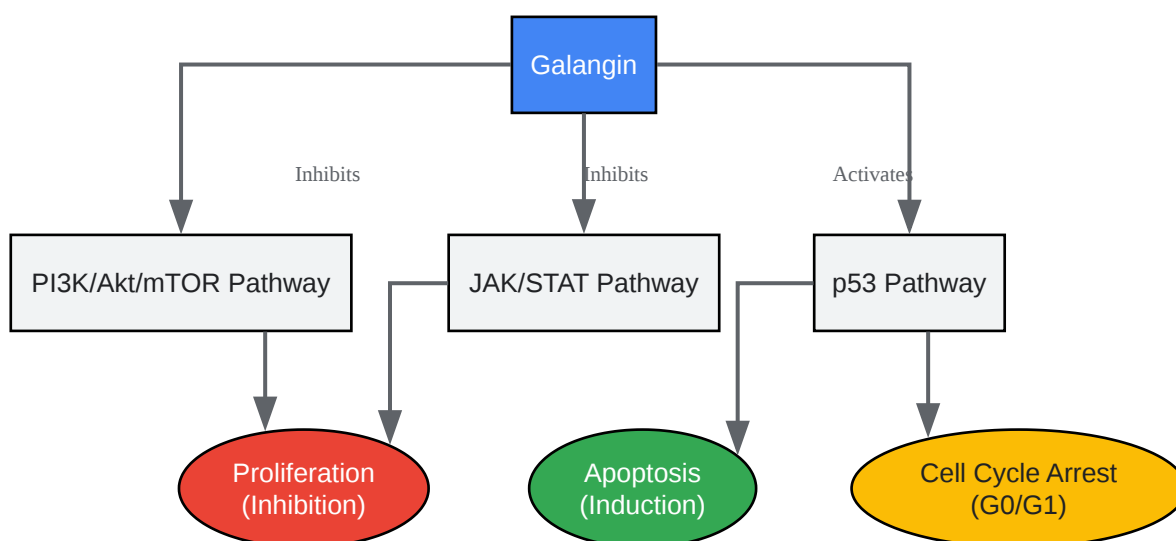 Galangin
Inhibits
Inhibits
Activates
PI3K/Akt/mTOR Pathway
JAK/STAT Pathway
p53 Pathway
Proliferation
(Inhibition)
Apoptosis
(Induction)
Cell Cycle Arrest
(G0/G1)